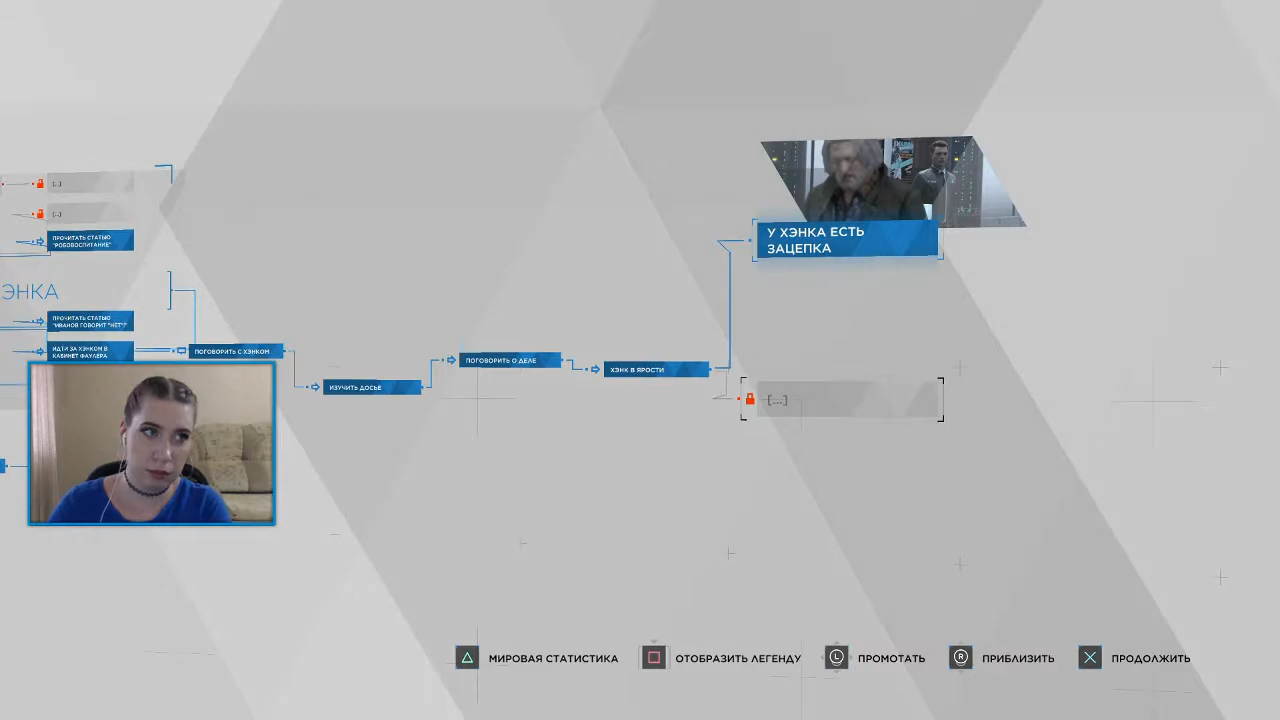 [...]
[...]
ПРОЧИТАТЬ СТАТЬЮ
"РОБОВОСПИТАНИЕ"
ЭНКА
ПРОЧИТАТЬ СТАТЬЮ
"ИВАНОВ ГОВОРИТ "НЕТ"!"
ИДТИ ЗА ХЭНКОМ В
КАБИНЕТ ФАУЛЕРА
ПОГОВОРИТЬ С ХЭНКОМ
ИЗУЧИТЬ ДОСЬЕ
ПОГОВОРИТЬ О ДЕЛЕ
ХЭНК В ЯРОСТИ
У ХЭНКА ЕСТЬ
ЗАЦЕПКА
[...]
МИРОВАЯ СТАТИСТИКА
ОТОБРАЗИТЬ ЛЕГЕНДУ
L ПРОМОТАТЬ
R ПРИБЛИЗИТЬ
ПРОДОЛЖИТЬ